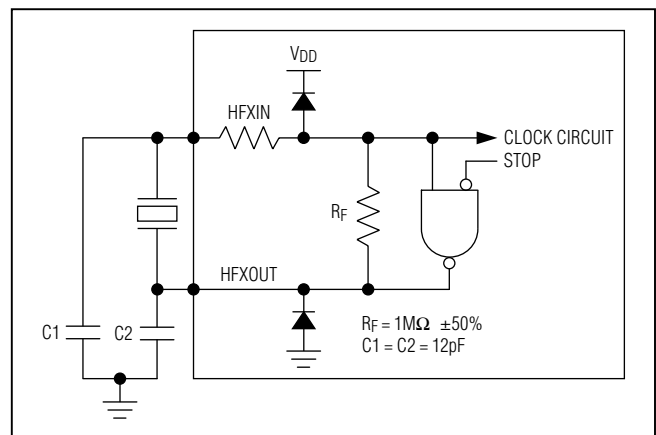 VDD
HFXIN
CLOCK CIRCUIT
STOP
RF
HFXOUT
C1
C2
RF = 1MΩ ±50%
C1 = C2 = 12pF